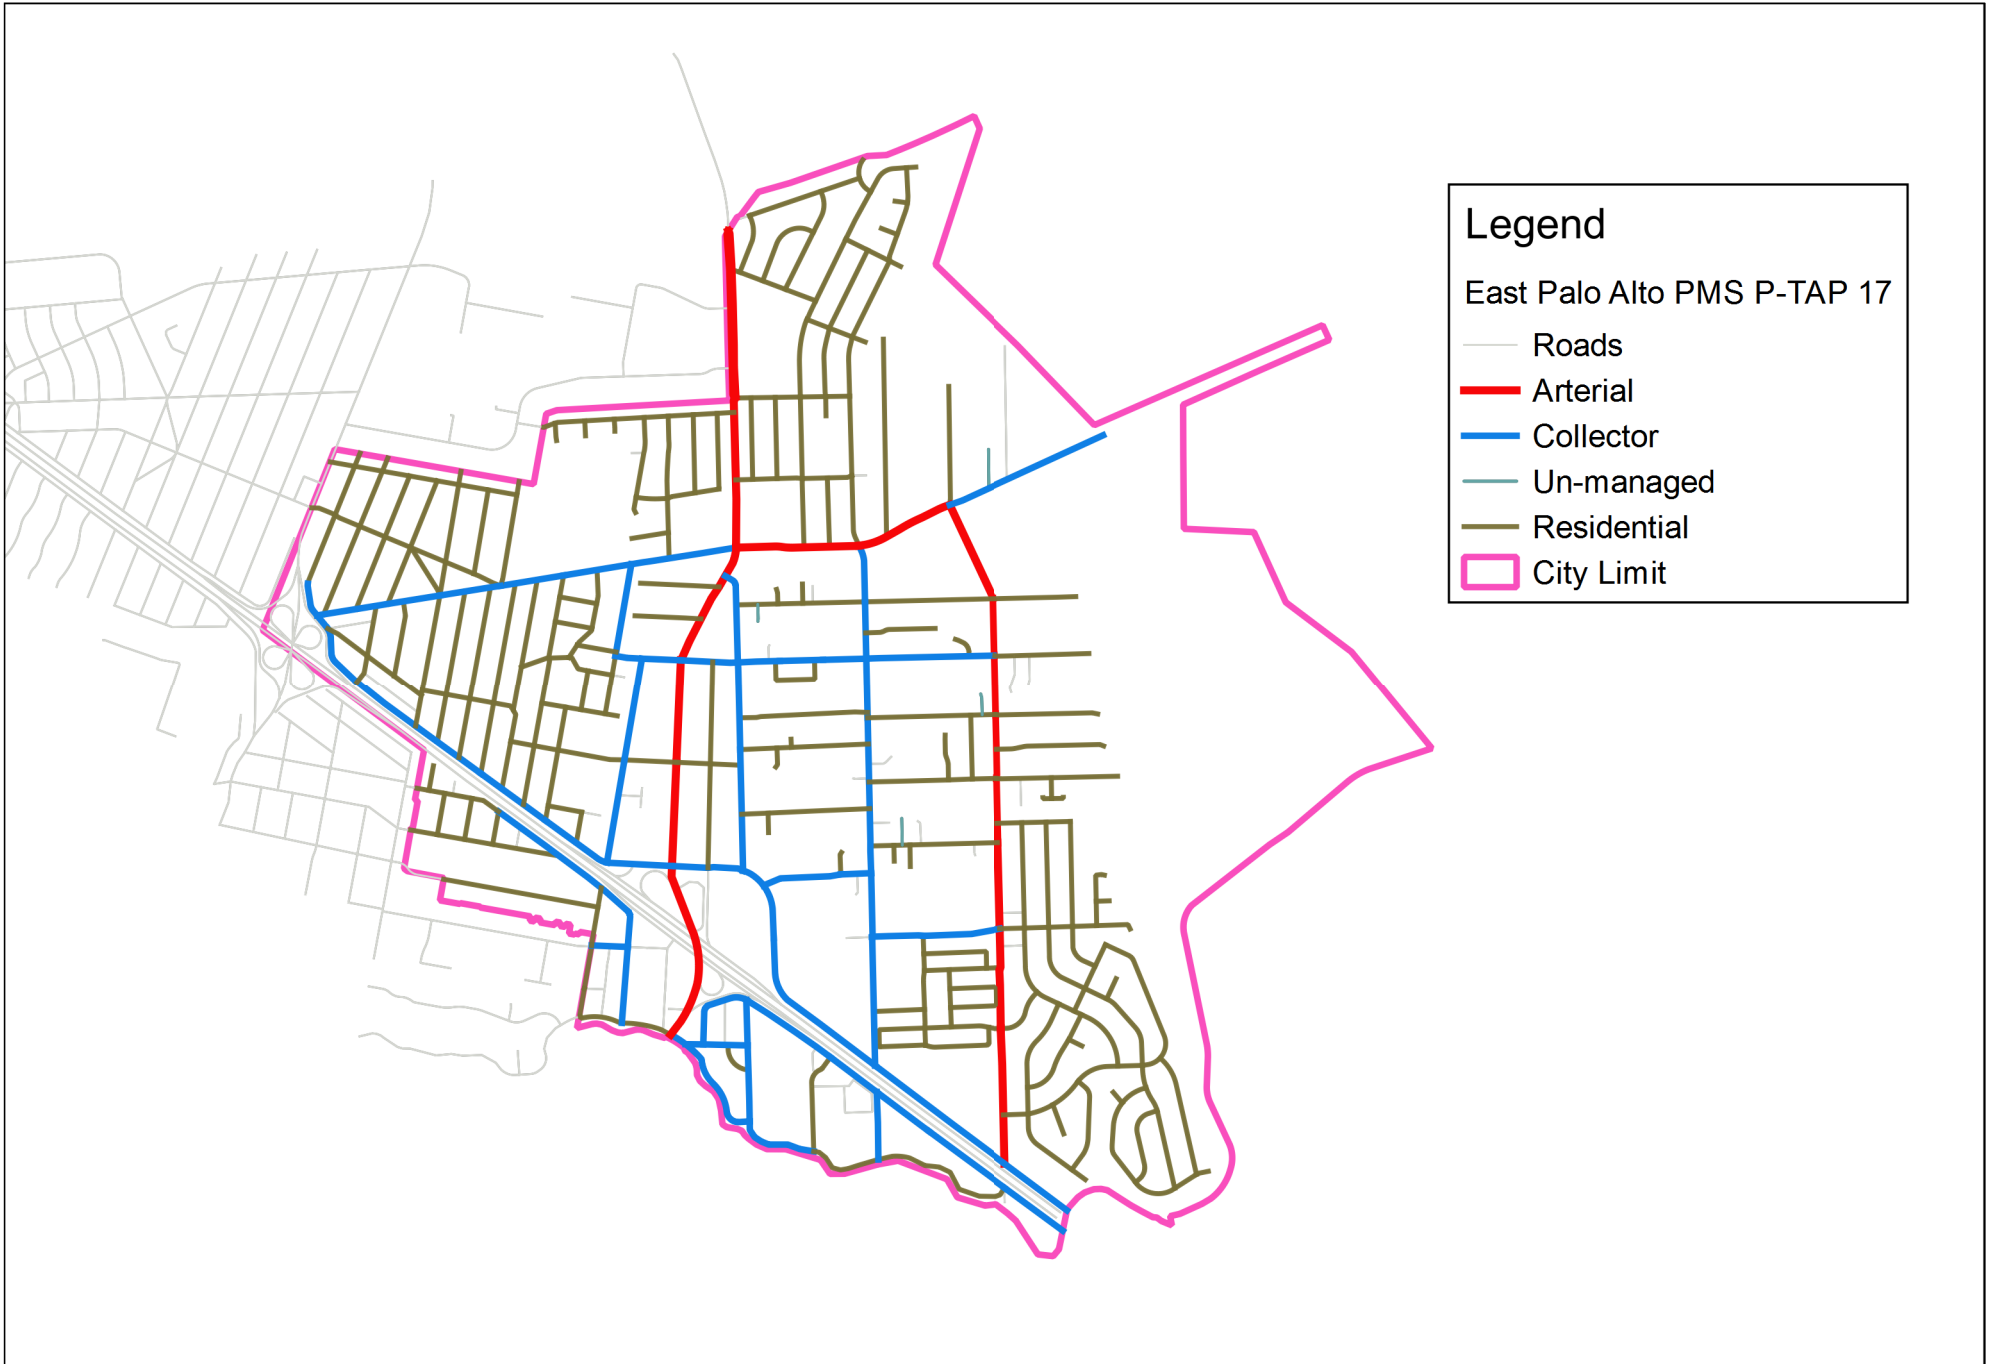 Legend
East Palo Alto PMS P-TAP 17
Roads
Arterial
Collector
Un-managed
Residential
City Limit